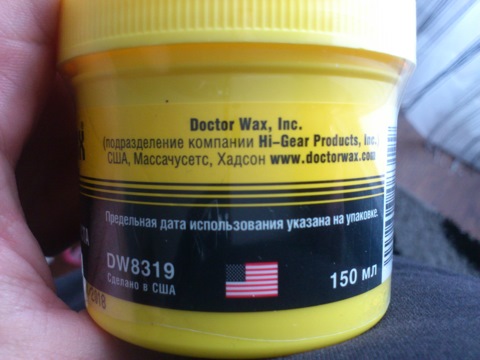 Doctor Wax, Inc.
(подразделение компании Hi-Gear Products, Inc.)
США, Массачусетс, Хадсон www.doctorwax.com
Предельная дата использования указана на упаковке.
DW8319
Сделано в США
150 мл